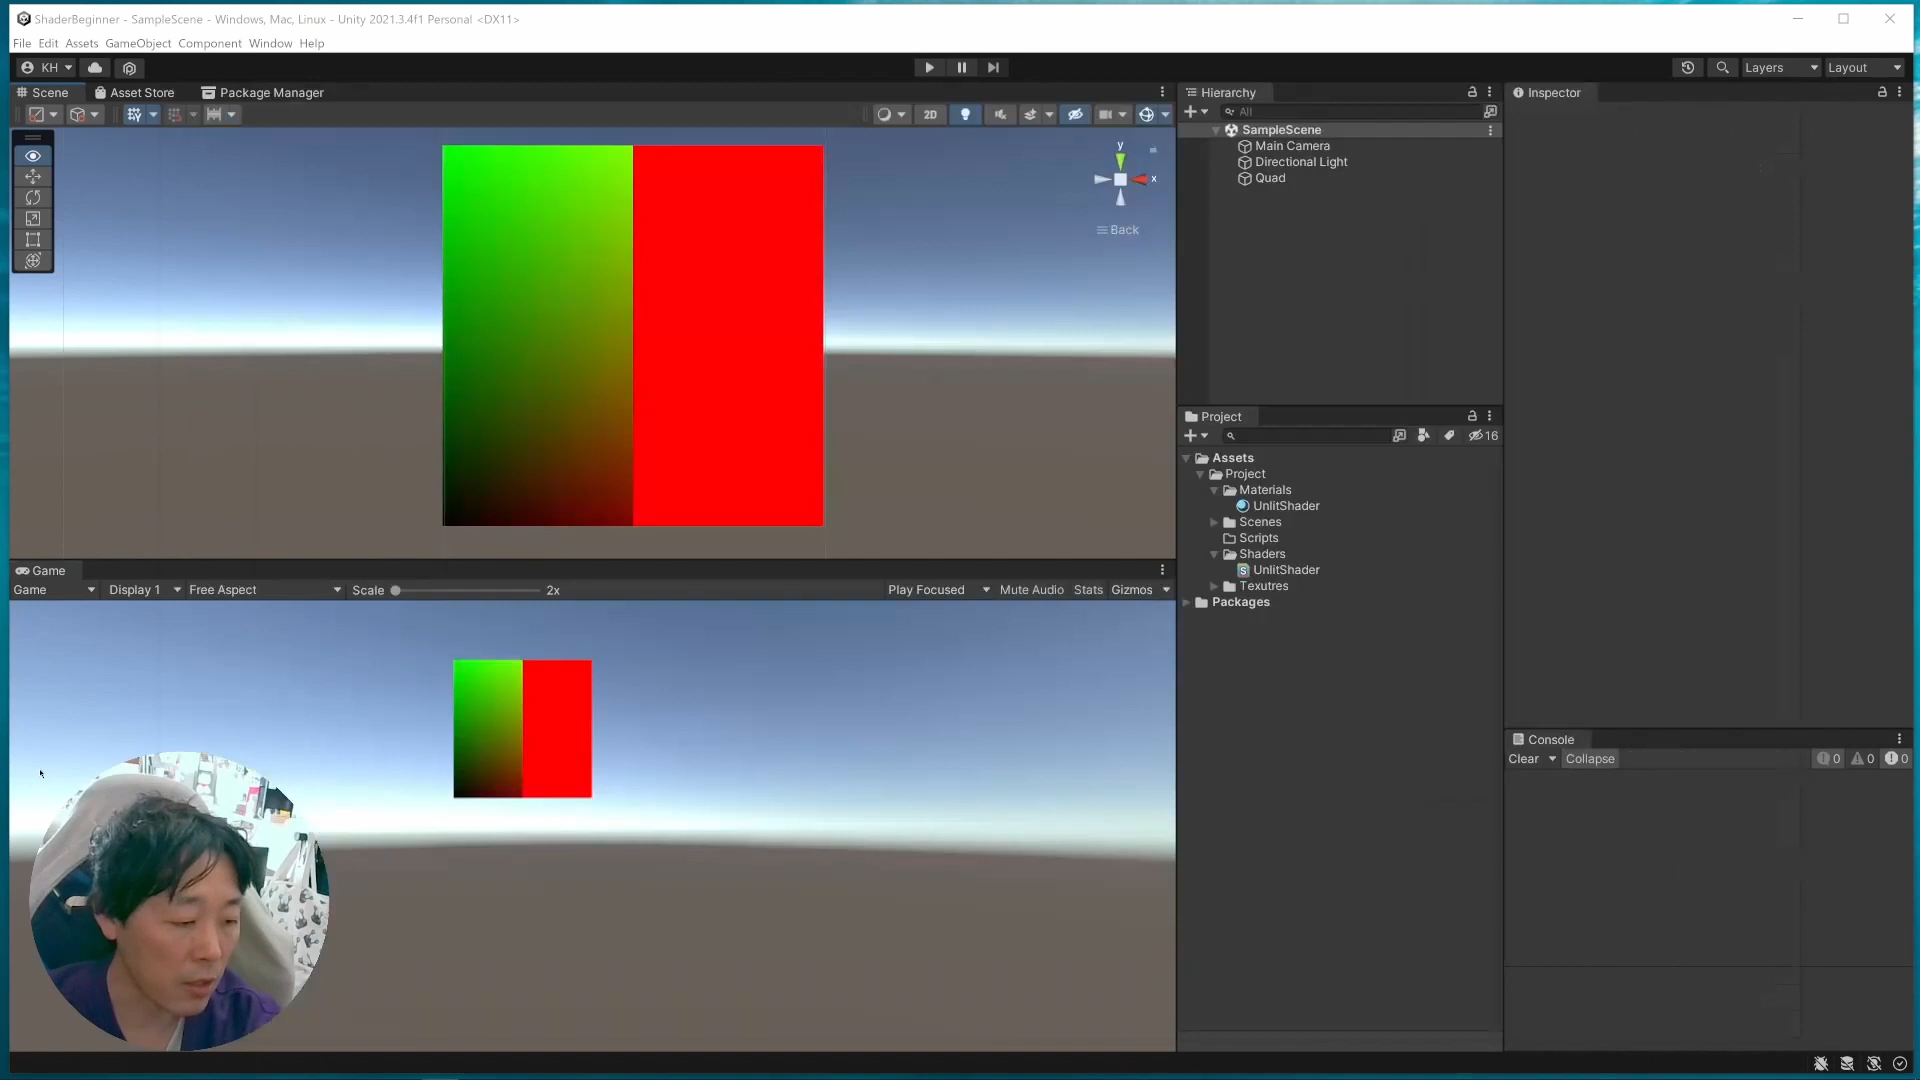 ShaderBeginner - SampleScene - Windows, Mac, Linux - Unity 2021.3.4f1 Personal <DX11>
File Edit Assets GameObject Component Window Help
KH Layers Layout
Scene Asset Store Package Manager
2D
y
x
Back
Game
Game Display 1 Free Aspect Scale 2x Play Focused Mute Audio Stats Gizmos
Hierarchy
All
SampleScene
Main Camera
Directional Light
Quad
Project
16
Assets
Project
Materials
UnlitShader
Scenes
Scripts
Shaders
UnlitShader
Texutres
Packages
Inspector
Console
Clear Collapse 0 0 0